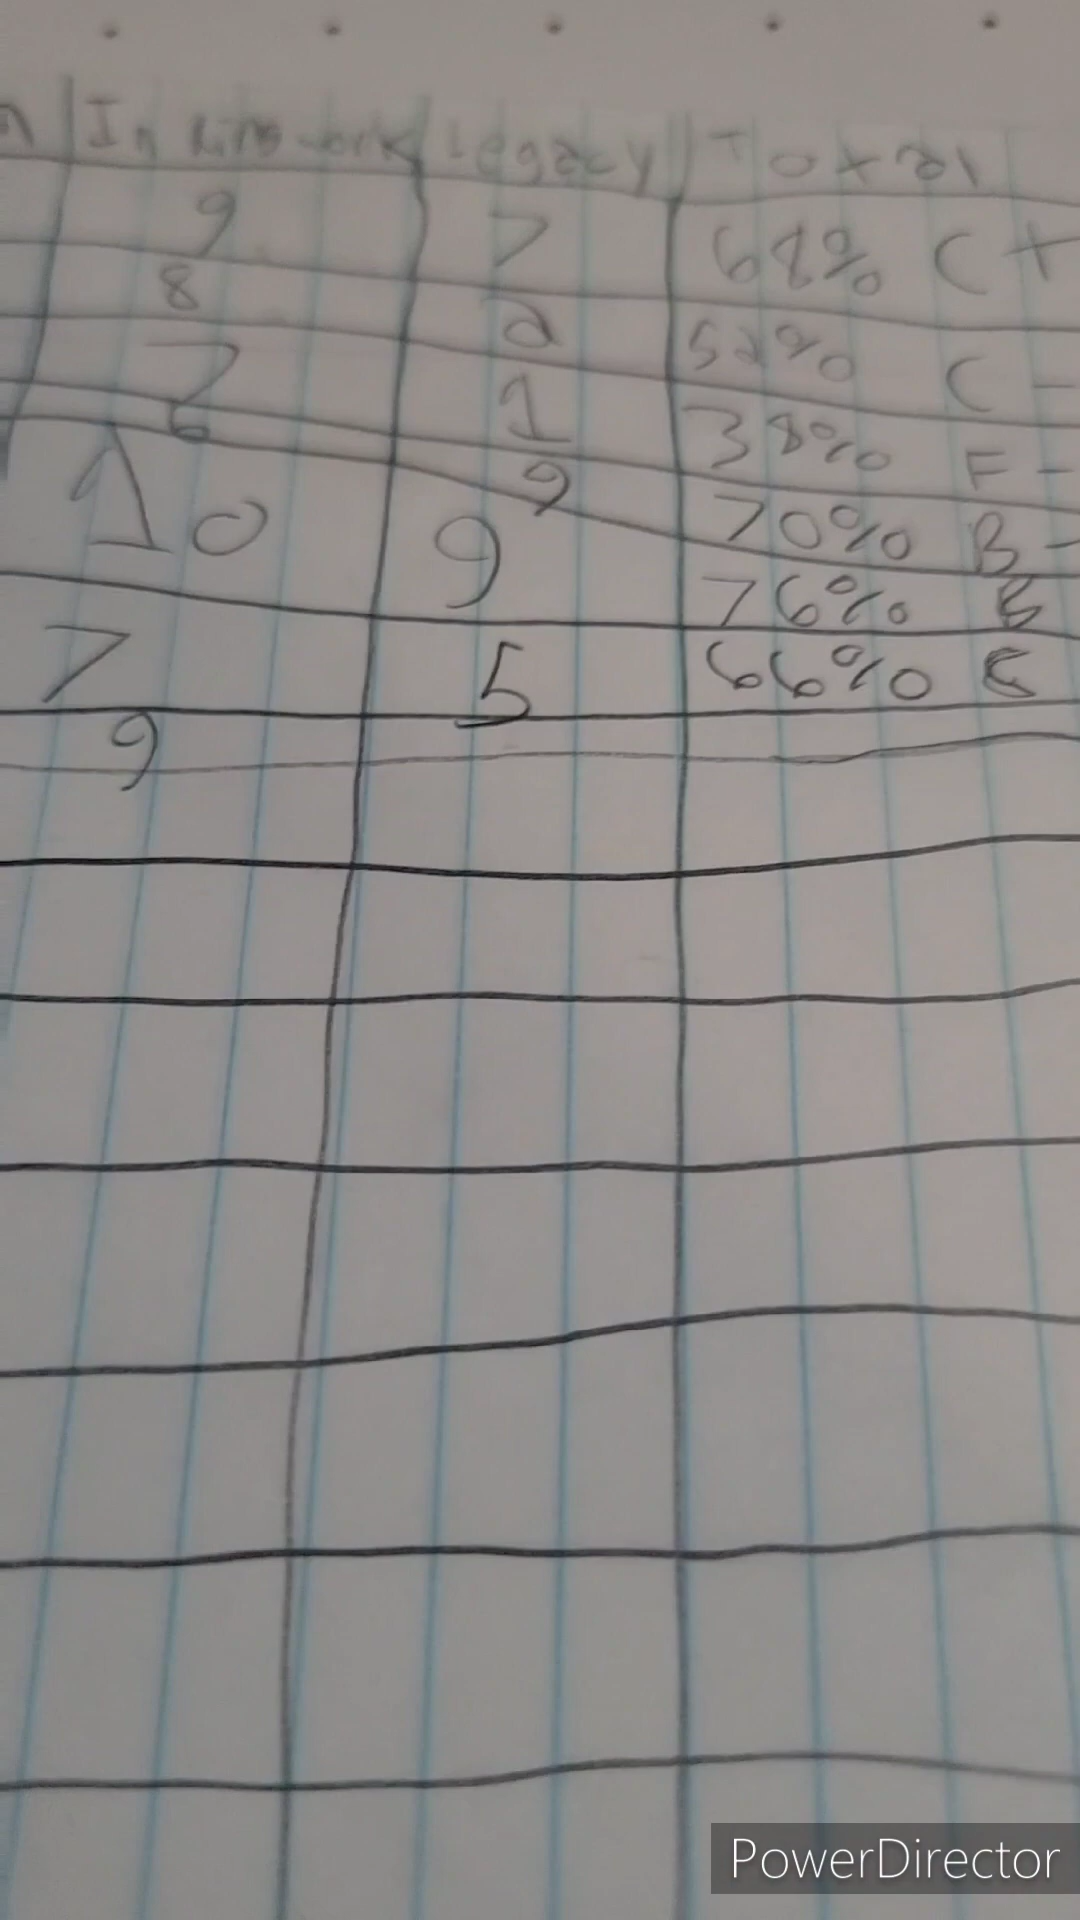 n In Ring work Legacy Total
9 7 68% C+
8 2 52% C-
7 1 38% F-
6 9 70% B-
10 9 76% B
7 5 66%
9
PowerDirector